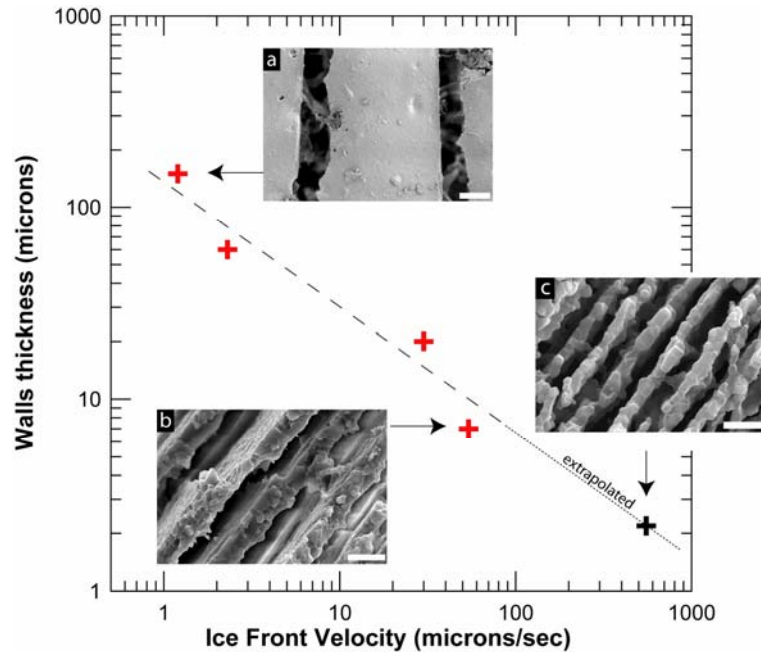 1000
a
100
Walls thickness (microns)
c
10
b
extrapolated
1
1
10
100
1000
Ice Front Velocity (microns/sec)